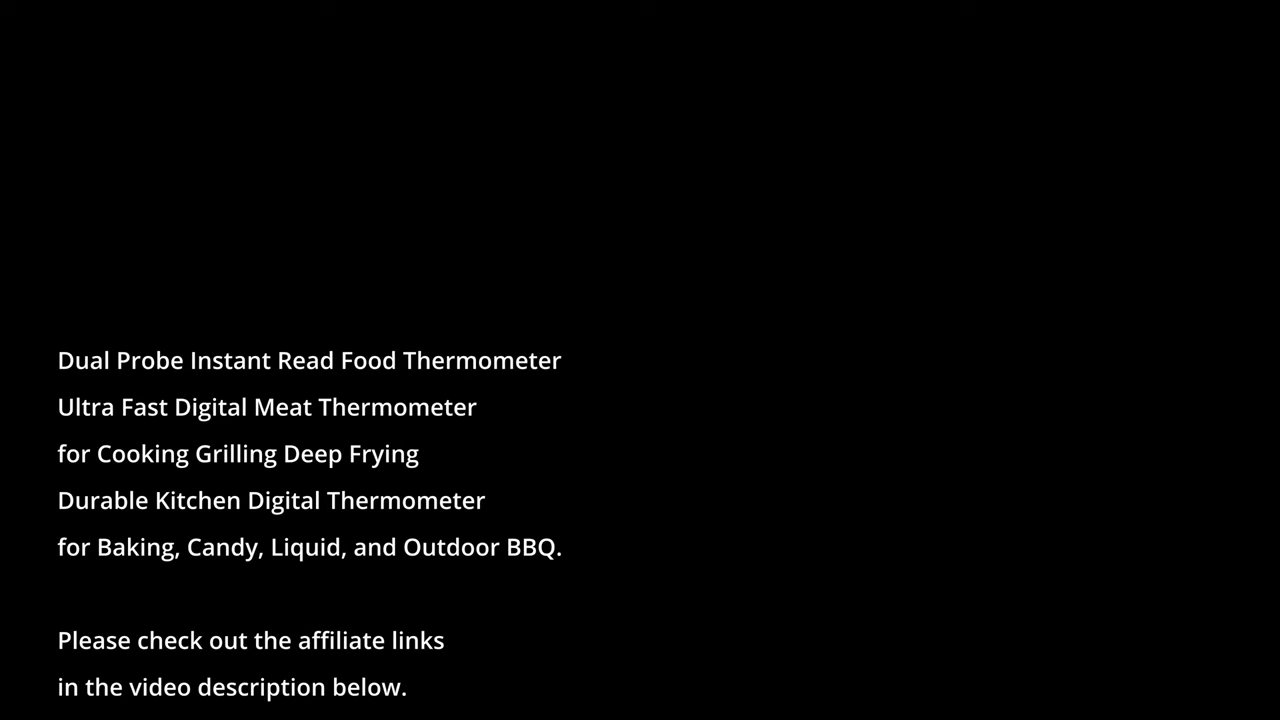 Dual Probe Instant Read Food Thermometer
Ultra Fast Digital Meat Thermometer
for Cooking Grilling Deep Frying
Durable Kitchen Digital Thermometer
for Baking, Candy, Liquid, and Outdoor BBQ.
Please check out the affiliate links
in the video description below.